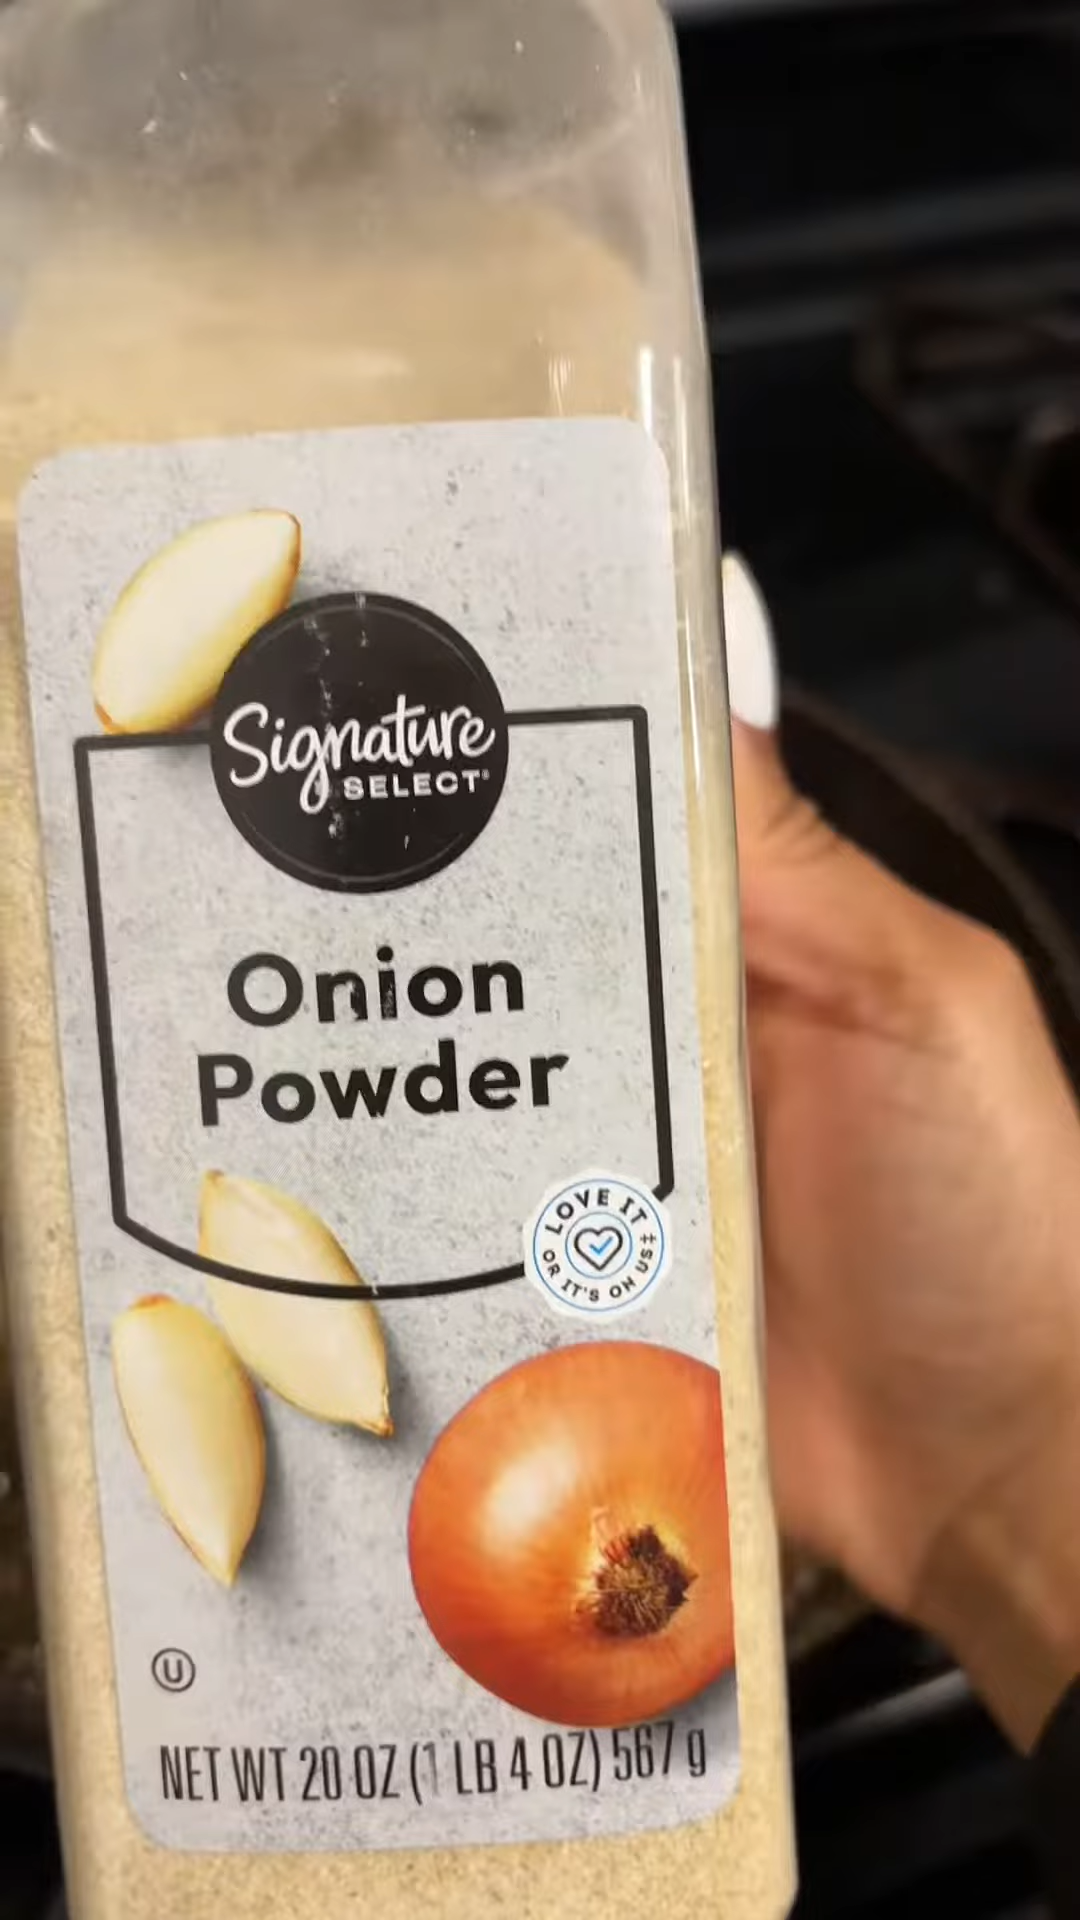 Signature
SELECT®
Onion
Powder
LOVE IT
OR IT'S ON US‡
U
NET WT 20 OZ (1 LB 4 OZ) 567 g